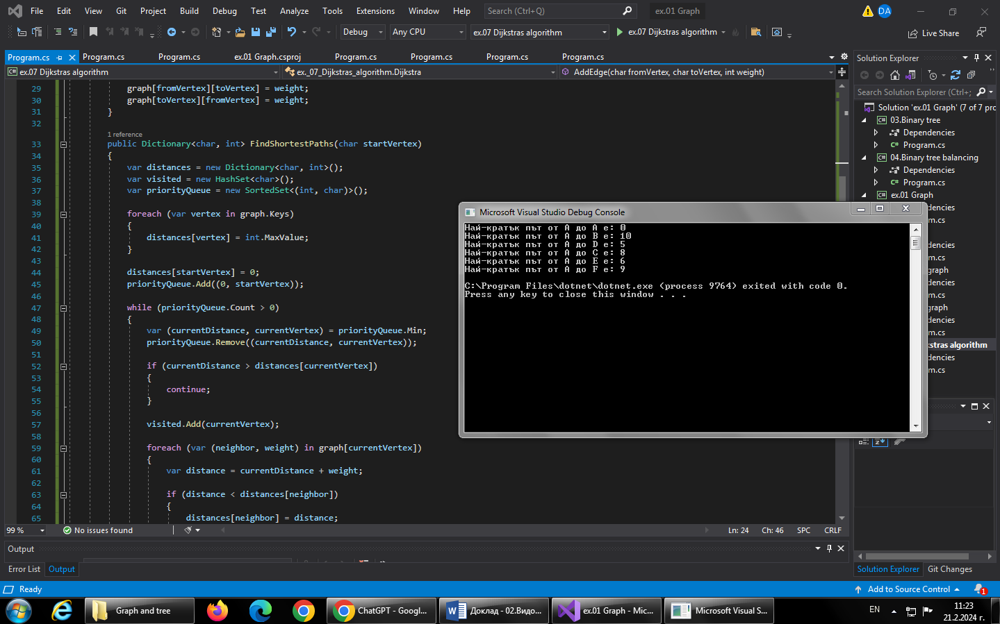 File Edit View Git Project Build Debug Test Analyze Tools Extensions Window Help Search (Ctrl+Q) ex.01 Graph DA
Debug Any CPU ex.07 Dijkstras algorithm ex.07 Dijkstras algorithm Live Share
Program.cs Program.cs Program.cs ex.01 Graph.csproj Program.cs Program.cs Program.cs Program.cs
ex.07 Dijkstras algorithm ex._07_Dijkstras_algorithm.Dijkstra AddEdge(char fromVertex, char toVertex, int weight)
29 graph[fromVertex][toVertex] = weight;
30 graph[toVertex][fromVertex] = weight;
31 }
32
1 reference
33 public Dictionary<char, int> FindShortestPaths(char startVertex)
34 {
35 var distances = new Dictionary<char, int>();
36 var visited = new HashSet<char>();
37 var priorityQueue = new SortedSet<(int, char)>();
38
39 foreach (var vertex in graph.Keys)
40 {
41 distances[vertex] = int.MaxValue;
42 }
43
44 distances[startVertex] = 0;
45 priorityQueue.Add((0, startVertex));
46
47 while (priorityQueue.Count > 0)
48 {
49 var (currentDistance, currentVertex) = priorityQueue.Min;
50 priorityQueue.Remove((currentDistance, currentVertex));
51
52 if (currentDistance > distances[currentVertex])
53 {
54 continue;
55 }
56
57 visited.Add(currentVertex);
58
59 foreach (var (neighbor, weight) in graph[currentVertex])
60 {
61 var distance = currentDistance + weight;
62
63 if (distance < distances[neighbor])
64 {
65 distances[neighbor] = distance;
99 % No issues found Ln: 24 Ch: 46 SPC CRLF
Output
Error List Output
Microsoft Visual Studio Debug Console
Най-кратък път от A до A е: 0
Най-кратък път от A до B е: 10
Най-кратък път от A до D е: 5
Най-кратък път от A до C е: 8
Най-кратък път от A до E е: 6
Най-кратък път от A до F е: 9
C:\Program Files\dotnet\dotnet.exe (process 9764) exited with code 0.
Press any key to close this window . . .
Solution Explorer
Search Solution Explorer (Ctrl+;
Solution 'ex.01 Graph' (7 of 7 pro
03.Binary tree
Dependencies
Program.cs
04.Binary tree balancing
Dependencies
Program.cs
ex.01 Graph
dencies
m.cs
dencies
m.cs
graph
dencies
m.cs
raph
dencies
m.cs
stras algorithm
dencies
m.cs
Solution Explorer Git Changes
Ready Add to Source Control 1
Graph and tree ChatGPT - Googl... Доклад - 02.Видо... ex.01 Graph - Mic... Microsoft Visual S... EN 11:23
21.2.2024 г.